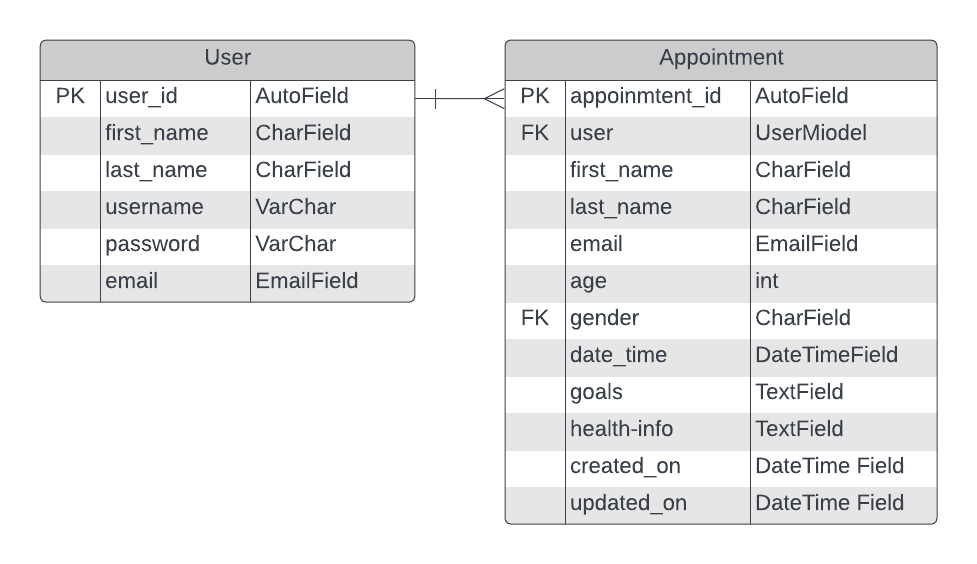 User
PK user_id AutoField
first_name CharField
last_name CharField
username VarChar
password VarChar
email EmailField
Appointment
PK appoinmtent_id AutoField
FK user UserMiodel
first_name CharField
last_name CharField
email EmailField
age int
FK gender CharField
date_time DateTimeField
goals TextField
health-info TextField
created_on DateTime Field
updated_on DateTime Field